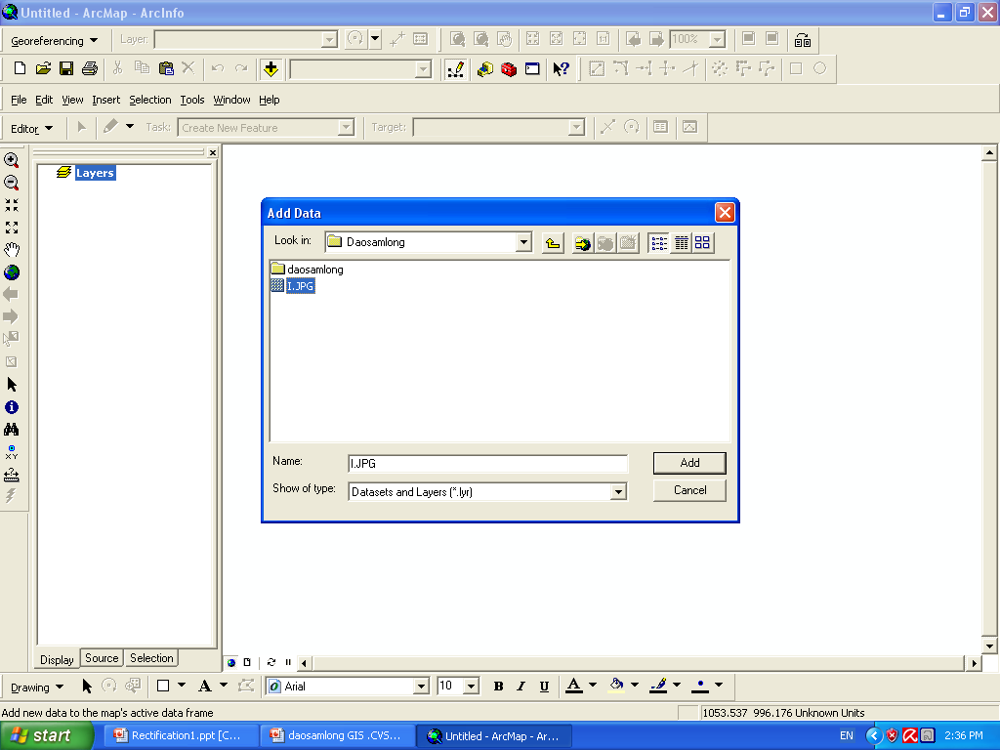 Untitled - ArcMap - ArcInfo
Georeferencing Layer: 100% 1:1
Task: Create New Feature Target:
File Edit View Insert Selection Tools Window Help
Editor
Layers
Add Data
Look in: Daosamlong
daosamlong
I.JPG
Name: I.JPG Add
Show of type: Datasets and Layers (*.lyr) Cancel
XY
Display Source Selection
Drawing A Arial 10 B I U A
Add new data to the map's active data frame 1053.537 996.176 Unknown Units
start Rectification1.ppt [C... daosamlong GIS .CVS... Untitled - ArcMap - Ar... EN 2:36 PM